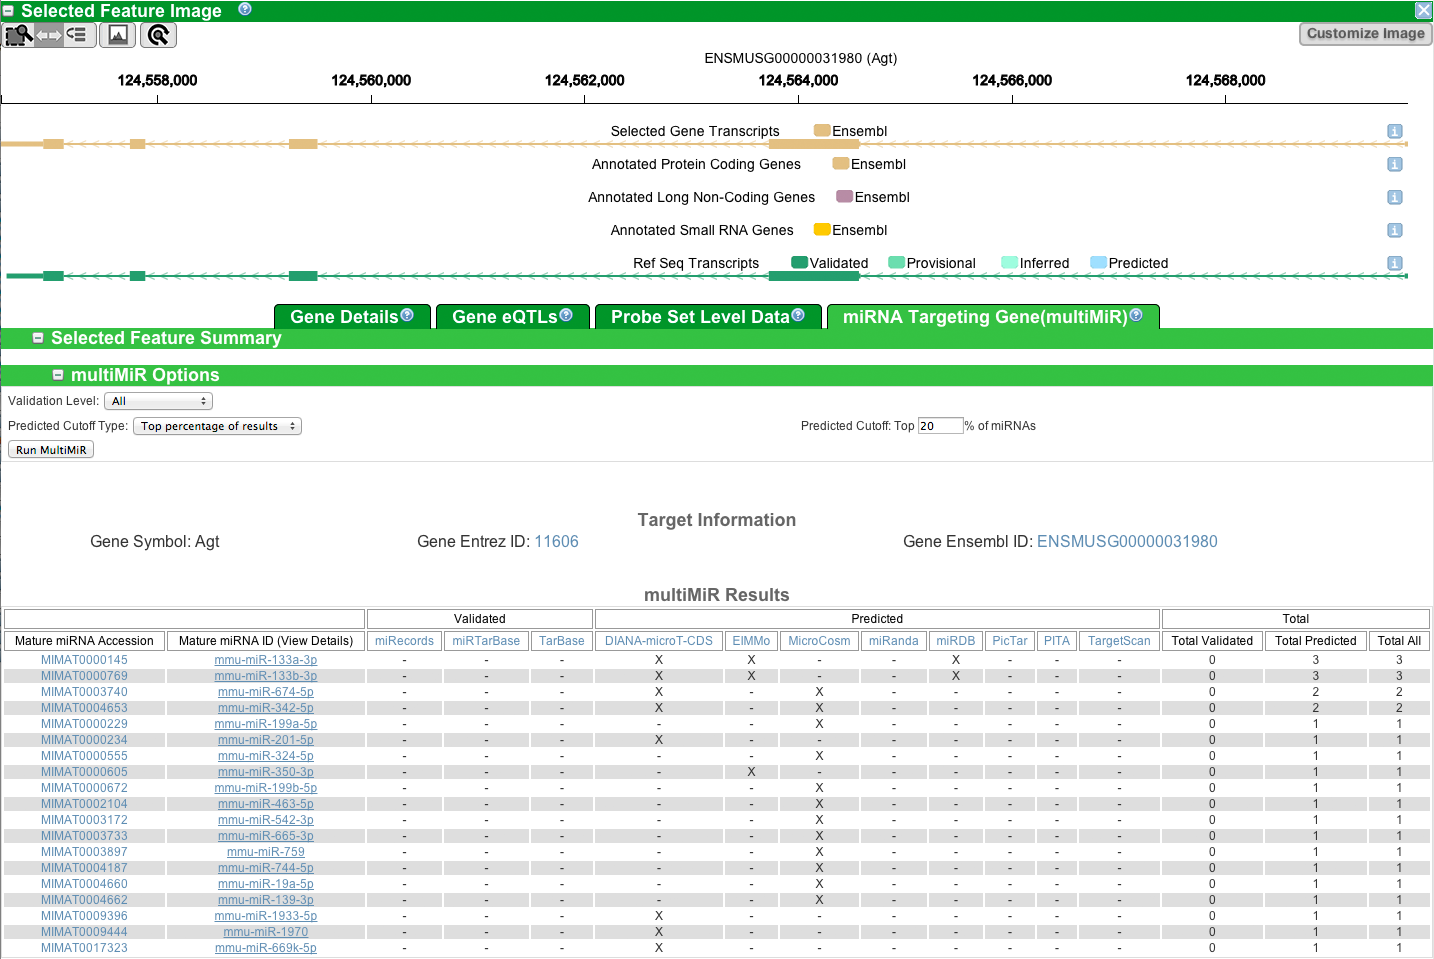 Selected Feature Image ?
Customize Image
ENSMUSG00000031980 (Agt)
124,558,000 124,560,000 124,562,000 124,564,000 124,566,000 124,568,000
Selected Gene Transcripts Ensembl i
Annotated Protein Coding Genes Ensembl i
Annotated Long Non-Coding Genes Ensembl i
Annotated Small RNA Genes Ensembl i
Ref Seq Transcripts Validated Provisional Inferred Predicted i
Gene Details? Gene eQTLs? Probe Set Level Data? miRNA Targeting Gene(multiMiR)?
Selected Feature Summary
multiMiR Options
Validation Level: All
Predicted Cutoff Type: Top percentage of results Predicted Cutoff: Top 20 % of miRNAs
Run MultiMiR
Target Information
Gene Symbol: Agt Gene Entrez ID: 11606 Gene Ensembl ID: ENSMUSG00000031980
multiMiR Results
Validated Predicted Total
Mature miRNA Accession Mature miRNA ID (View Details) miRecords miRTarBase TarBase DIANA-microT-CDS EIMMo MicroCosm miRanda miRDB PicTar PITA TargetScan Total Validated Total Predicted Total All
MIMAT0000145 mmu-miR-133a-3p - - - X X - - X - - - 0 3 3
MIMAT0000769 mmu-miR-133b-3p - - - X X - - X - - - 0 3 3
MIMAT0003740 mmu-miR-674-5p - - - X - X - - - - - 0 2 2
MIMAT0004653 mmu-miR-342-5p - - - X - X - - - - - 0 2 2
MIMAT0000229 mmu-miR-199a-5p - - - - - X - - - - - 0 1 1
MIMAT0000234 mmu-miR-201-5p - - - X - - - - - - - 0 1 1
MIMAT0000555 mmu-miR-324-5p - - - - - X - - - - - 0 1 1
MIMAT0000605 mmu-miR-350-3p - - - - X - - - - - - 0 1 1
MIMAT0000672 mmu-miR-199b-5p - - - - - X - - - - - 0 1 1
MIMAT0002104 mmu-miR-463-5p - - - - - X - - - - - 0 1 1
MIMAT0003172 mmu-miR-542-3p - - - - - X - - - - - 0 1 1
MIMAT0003733 mmu-miR-665-3p - - - - - X - - - - - 0 1 1
MIMAT0003897 mmu-miR-759 - - - - - X - - - - - 0 1 1
MIMAT0004187 mmu-miR-744-5p - - - - - X - - - - - 0 1 1
MIMAT0004660 mmu-miR-19a-5p - - - - - X - - - - - 0 1 1
MIMAT0004662 mmu-miR-139-3p - - - - - X - - - - - 0 1 1
MIMAT0009396 mmu-miR-1933-5p - - - X - - - - - - - 0 1 1
MIMAT0009444 mmu-miR-1970 - - - X - - - - - - - 0 1 1
MIMAT0017323 mmu-miR-669k-5p - - - X - - - - - - - 0 1 1